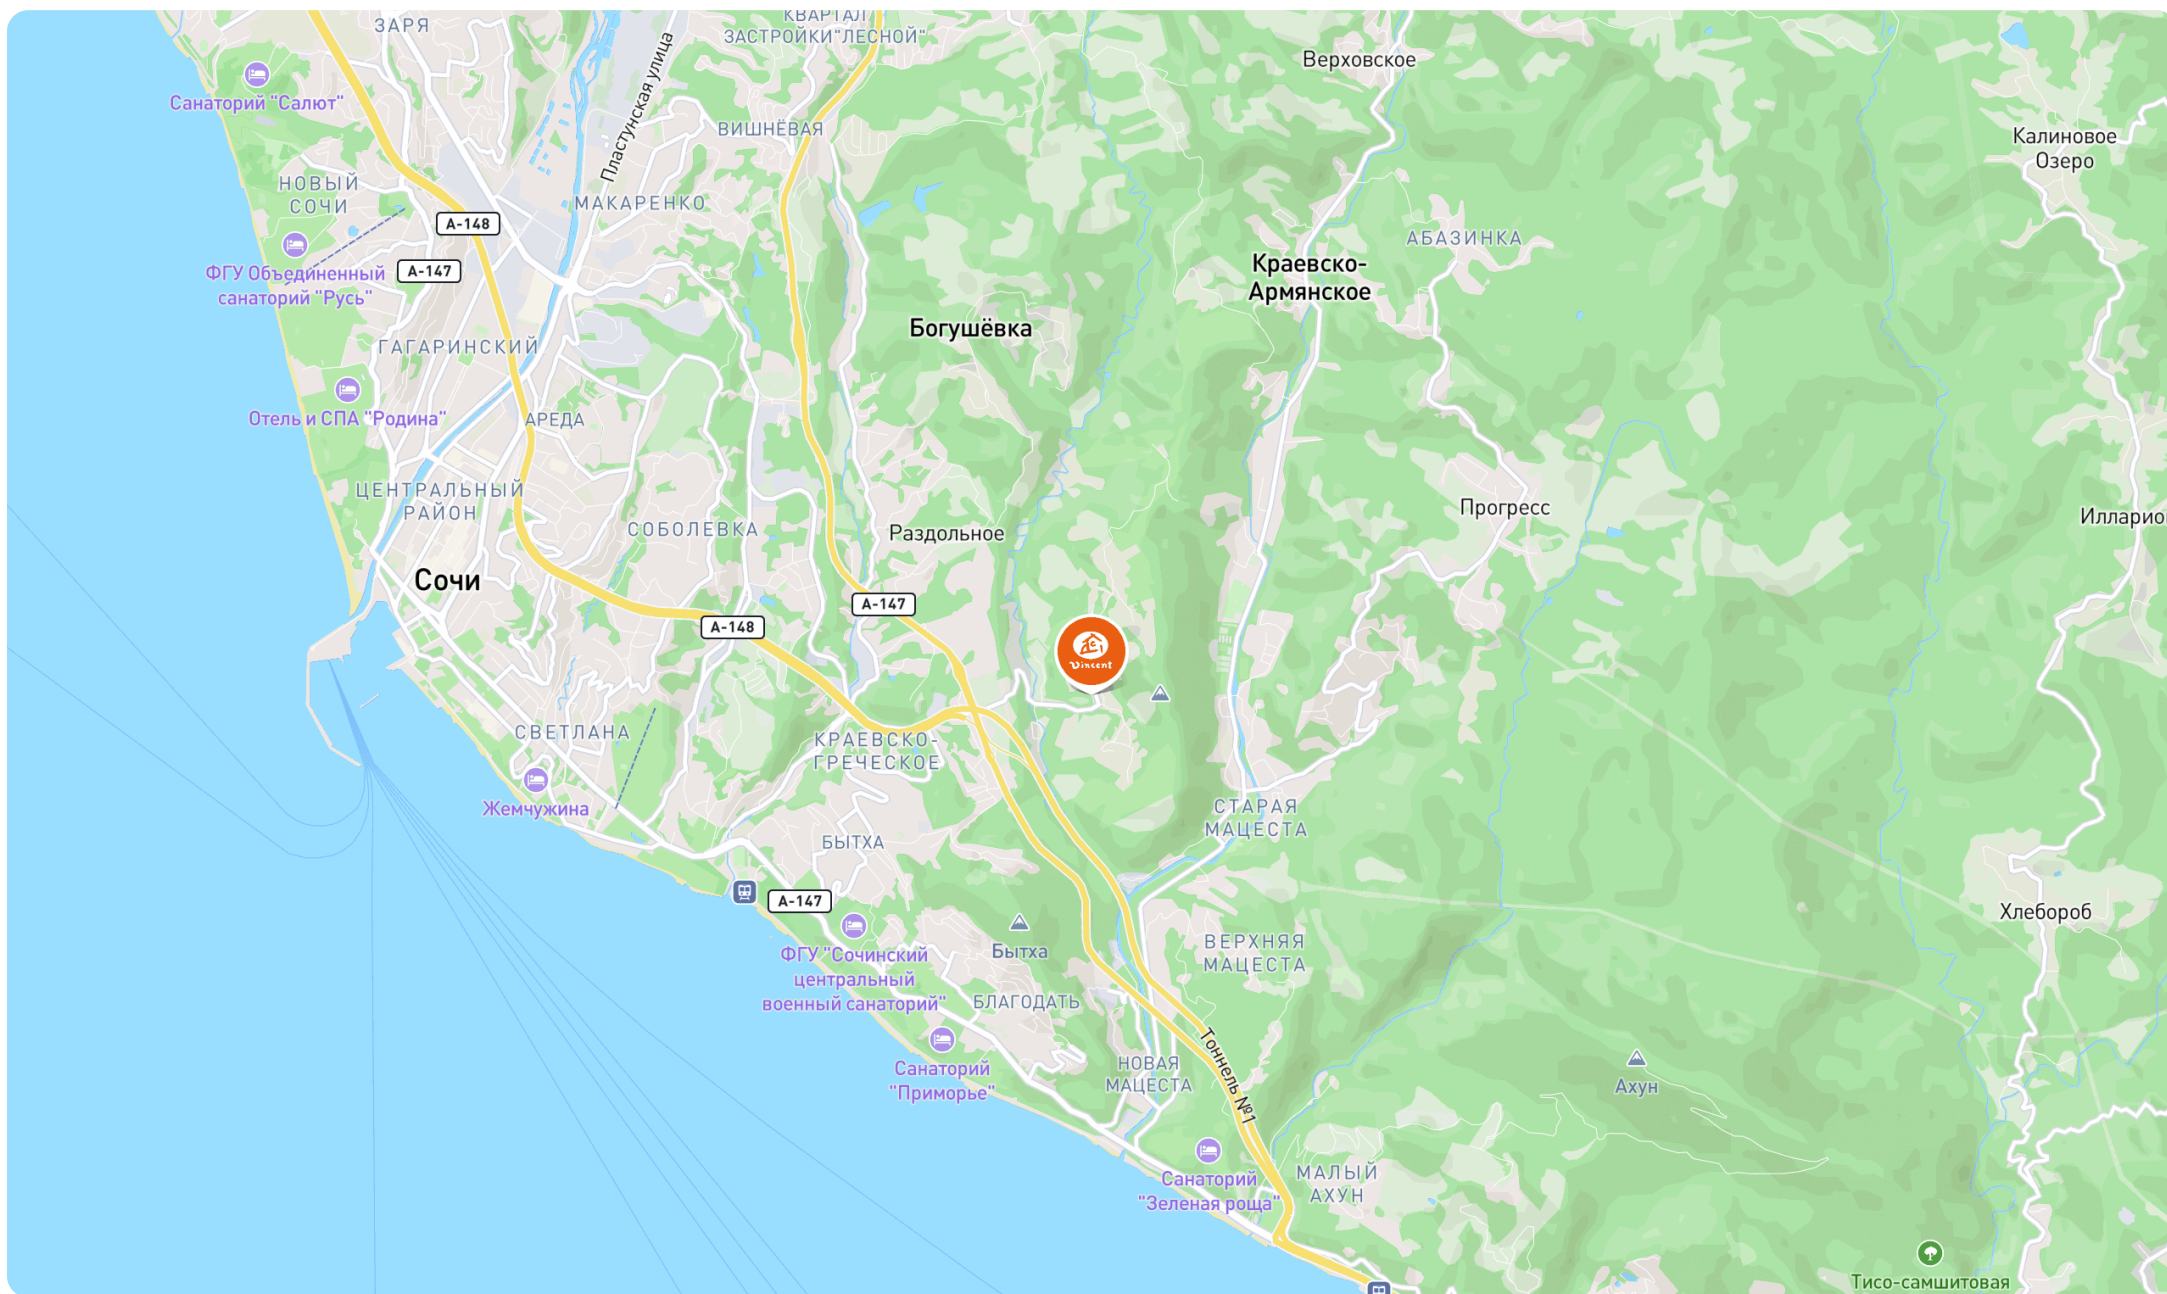 КВАРТАЛ
ЗАСТРОЙКИ"ЛЕСНОЙ"
ЗАРЯ
Пластунская улица
Верховское
Санаторий "Салют"
ВИШНЁВАЯ
Калиновое
Озеро
НОВЫЙ
СОЧИ
МАКАРЕНКО
А-148
АБАЗИНКА
ФГУ Объединенный
санаторий "Русь"
А-147
Краевско-
Армянское
Богушёвка
ГАГАРИНСКИЙ
Отель и СПА "Родина"
АРЕДА
ЦЕНТРАЛЬНЫЙ
РАЙОН
СОБОЛЕВКА
Раздольное
Прогресс
Илларио
Сочи
А-147
А-148
Vincent
СВЕТЛАНА
КРАЕВСКО-
ГРЕЧЕСКОЕ
Жемчужина
СТАРАЯ
МАЦЕСТА
БЫТХА
А-147
Хлебороб
Бытха
ВЕРХНЯЯ
МАЦЕСТА
ФГУ "Сочинский
центральный
военный санаторий"
БЛАГОДАТЬ
Санаторий
"Приморье"
НОВАЯ
МАЦЕСТА
Тоннель №1
Ахун
Санаторий
"Зеленая роща"
МАЛЫЙ
АХУН
Тисо-самшитовая